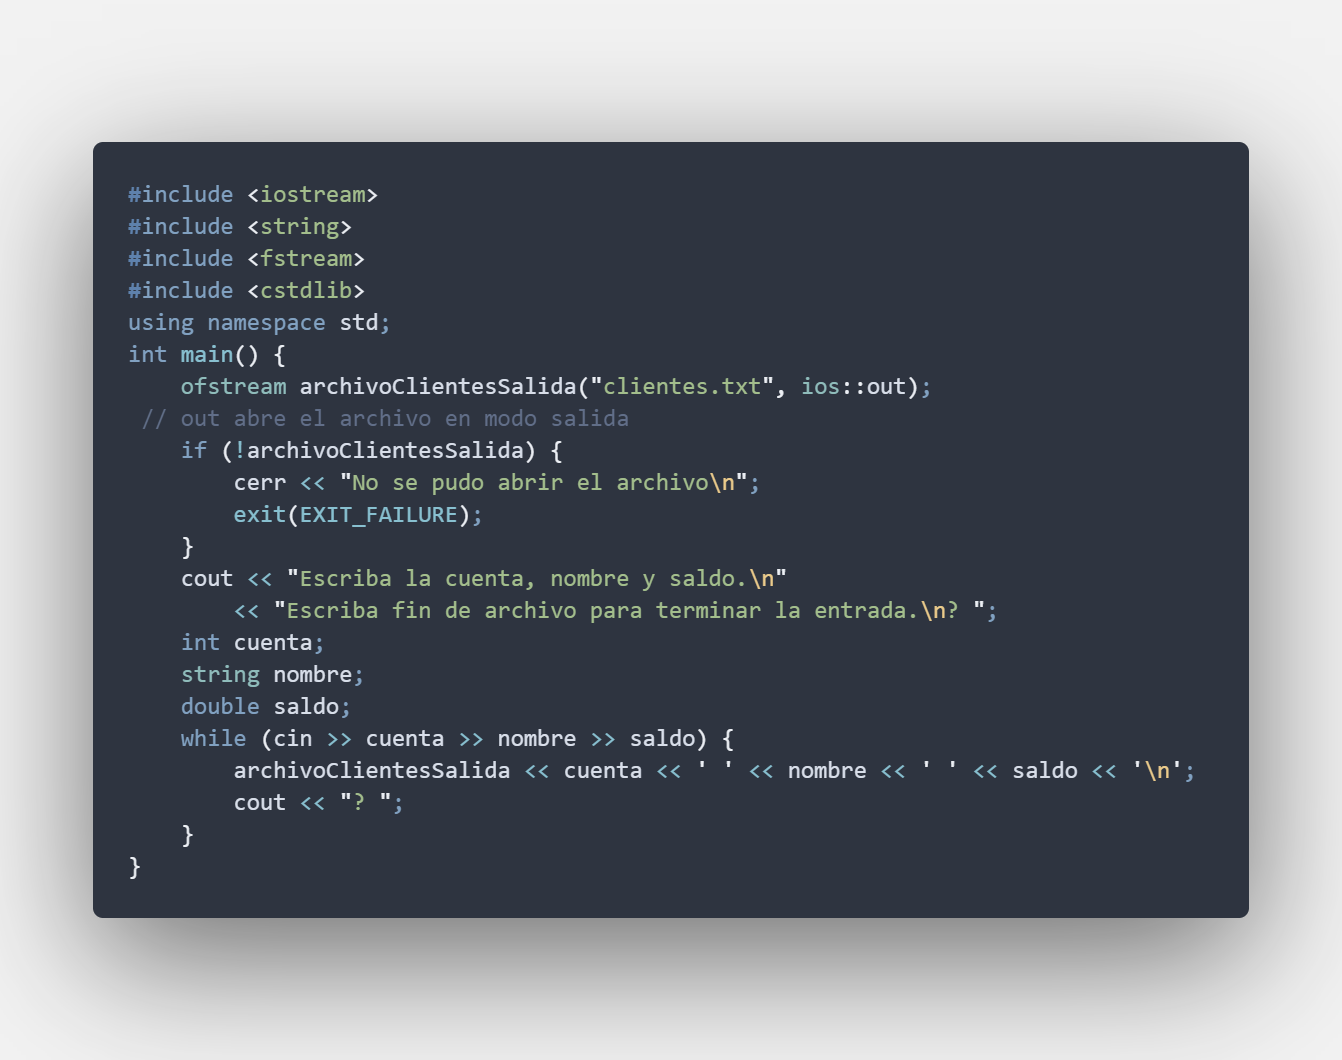 #include <iostream>
#include <string>
#include <fstream>
#include <cstdlib>
using namespace std;
int main() {
    ofstream archivoClientesSalida("clientes.txt", ios::out);
 // out abre el archivo en modo salida
    if (!archivoClientesSalida) {
        cerr << "No se pudo abrir el archivo\n";
        exit(EXIT_FAILURE);
    }
    cout << "Escriba la cuenta, nombre y saldo.\n"
        << "Escriba fin de archivo para terminar la entrada.\n? ";
    int cuenta;
    string nombre;
    double saldo;
    while (cin >> cuenta >> nombre >> saldo) {
        archivoClientesSalida << cuenta << ' ' << nombre << ' ' << saldo << '\n';
        cout << "? ";
    }
}